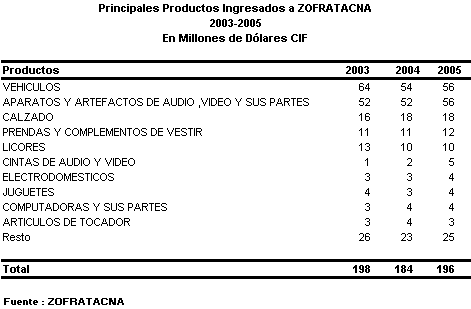 Principales Productos Ingresados a ZOFRATACNA
2003-2005
En Millones de Dólares CIF
Productos 2003 2004 2005
VEHICULOS 64 54 56
APARATOS Y ARTEFACTOS DE AUDIO ,VIDEO Y SUS PARTES 52 52 56
CALZADO 16 18 18
PRENDAS Y COMPLEMENTOS DE VESTIR 11 11 12
LICORES 13 10 10
CINTAS DE AUDIO Y VIDEO 1 2 5
ELECTRODOMESTICOS 3 3 4
JUGUETES 4 3 4
COMPUTADORAS Y SUS PARTES 3 4 4
ARTICULOS DE TOCADOR 3 4 3
Resto 26 23 25
Total 198 184 196
Fuente : ZOFRATACNA